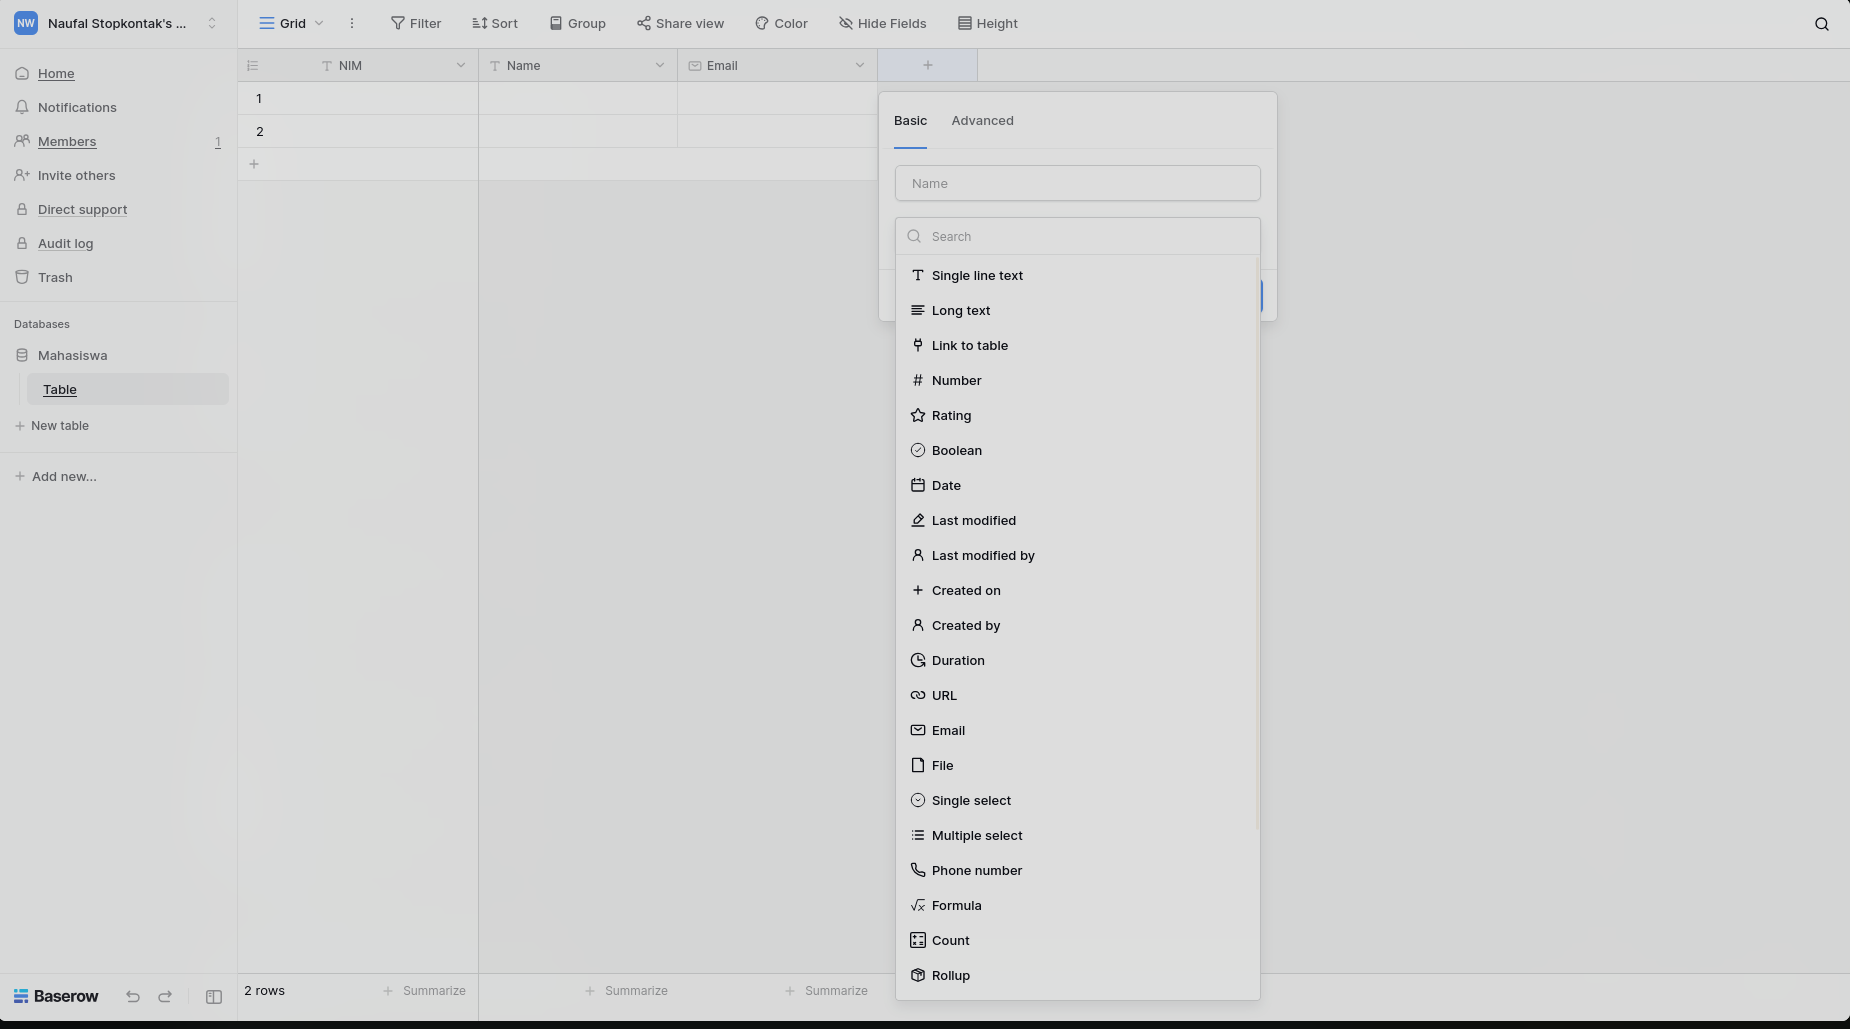 NW Naufal Stopkontak's ...
Grid
Filter
Sort
Group
Share view
Color
Hide Fields
Height
Home
Notifications
Members 1
Invite others
Direct support
Audit log
Trash
Databases
Mahasiswa
Table
+ New table
+ Add new...
NIM
Name
Email
+
1
2
+
Basic
Advanced
Name
Search
Single line text
Long text
Link to table
Number
Rating
Boolean
Date
Last modified
Last modified by
Created on
Created by
Duration
URL
Email
File
Single select
Multiple select
Phone number
Formula
Count
Rollup
Baserow
2 rows
+ Summarize
+ Summarize
+ Summarize